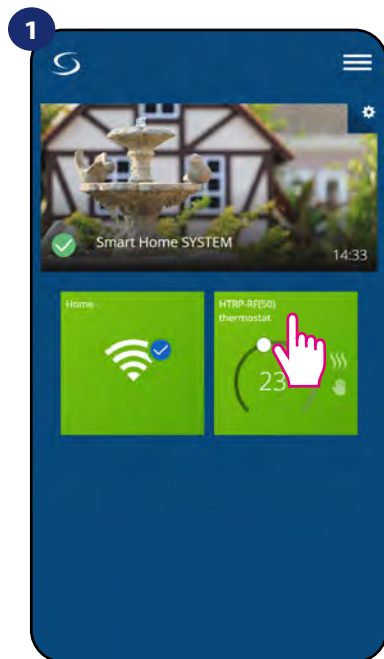 1
Smart Home SYSTEM
14:33
Home
HTRP-RF(50)
thermostat
23